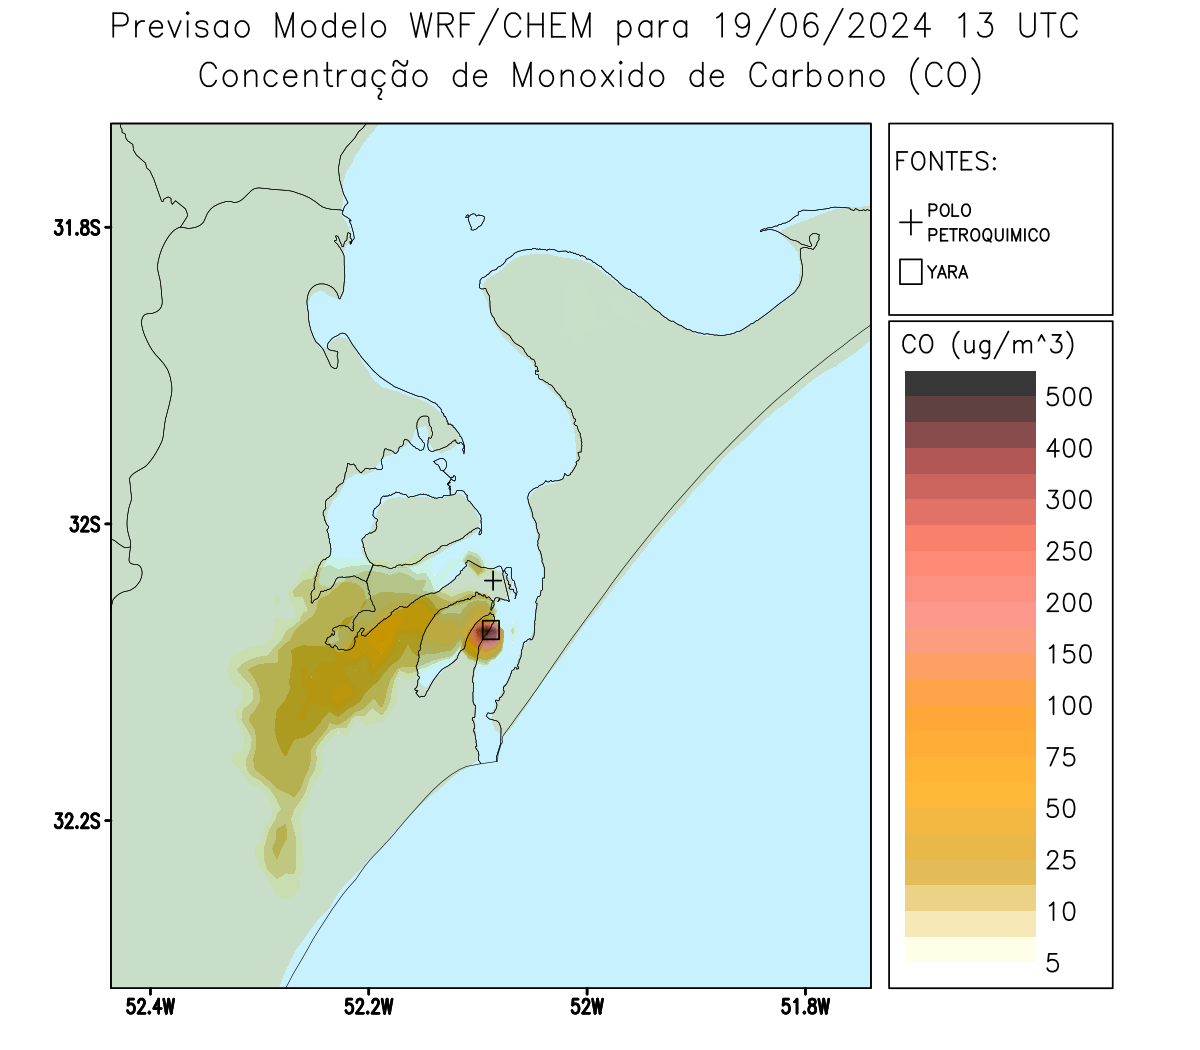 Previsao Modelo WRF/CHEM para 19/06/2024 13 UTC
Concentração de Monoxido de Carbono (CO)
FONTES:
POLO
PETROQUIMICO
YARA
CO (ug/m^3)
500
400
300
250
200
150
100
75
50
25
10
5
31.8S
32S
32.2S
52.4W
52.2W
52W
51.8W